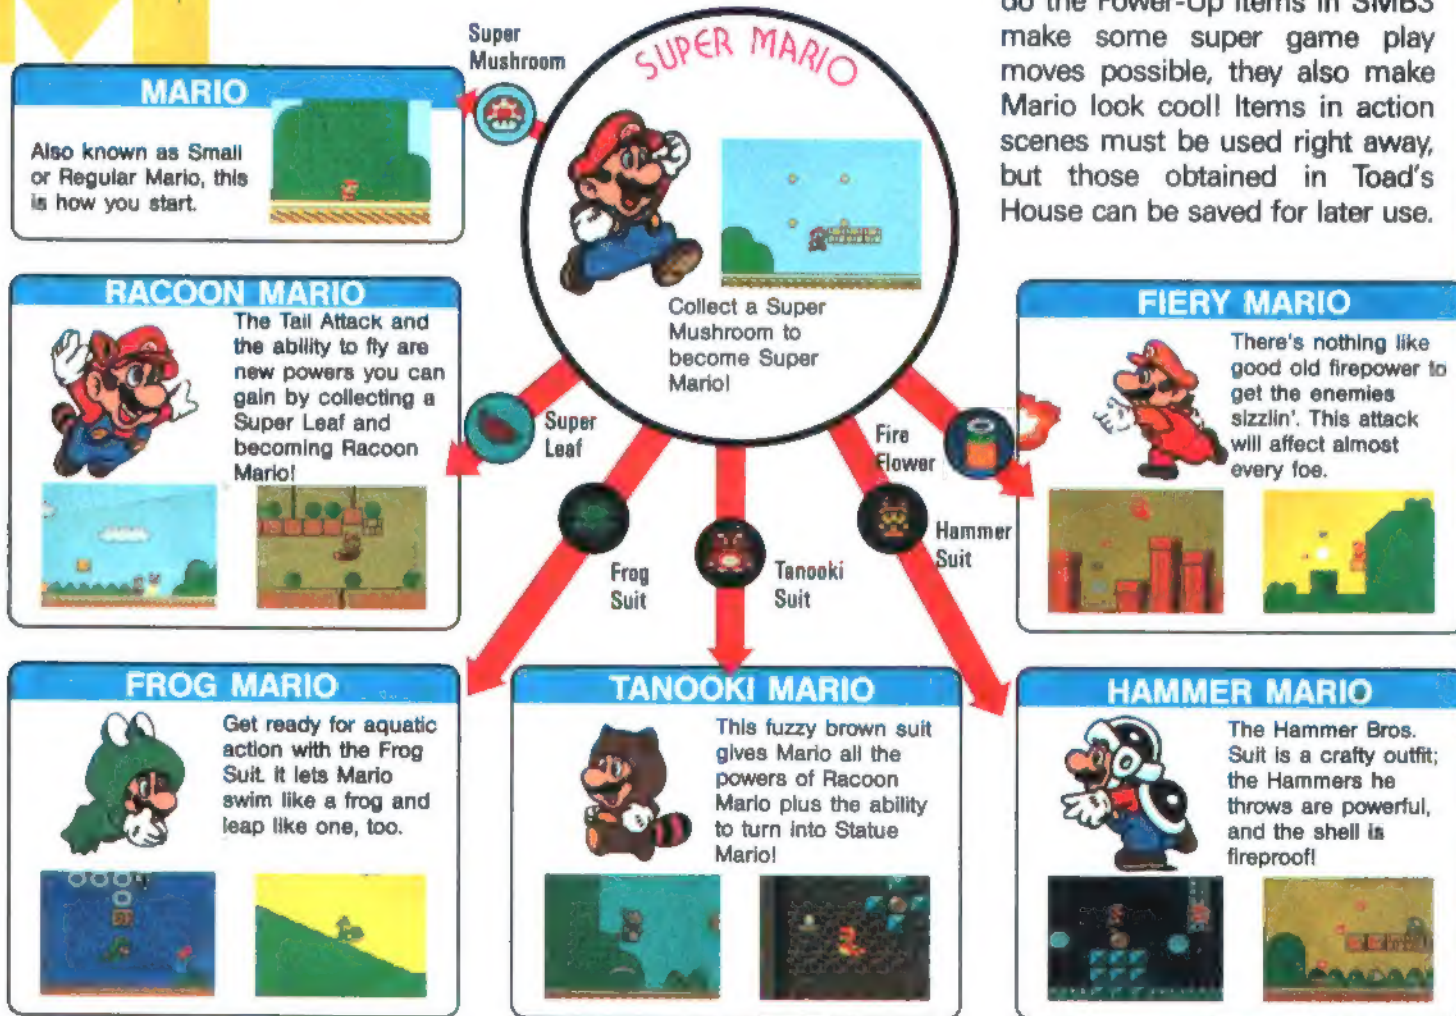 Super
Mushroom
SUPER MARIO
do the Power-Up items in SMB3
make some super game play
moves possible, they also make
Mario look cool! Items in action
scenes must be used right away,
but those obtained in Toad's
House can be saved for later use.
MARIO
Also known as Small
or Regular Mario, this
is how you start.
Collect a Super
Mushroom to
become Super
Mario!
RACOON MARIO
The Tail Attack and
the ability to fly are
new powers you can
gain by collecting a
Super Leaf and
becoming Racoon
Mario!
Super
Leaf
Frog
Suit
Tanooki
Suit
Hammer
Suit
Fire
Flower
FIERY MARIO
There's nothing like
good old firepower to
get the enemies
sizzlin'. This attack
will affect almost
every foe.
FROG MARIO
Get ready for aquatic
action with the Frog
Suit. It lets Mario
swim like a frog and
leap like one, too.
TANOOKI MARIO
This fuzzy brown suit
gives Mario all the
powers of Racoon
Mario plus the ability
to turn into Statue
Mario!
HAMMER MARIO
The Hammer Bros.
Suit is a crafty outfit;
the Hammers he
throws are powerful,
and the shell is
fireproof!